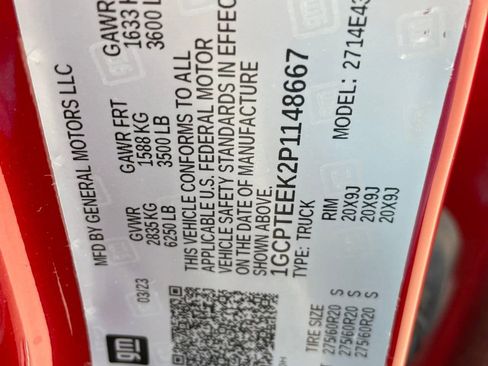 MFD BY GENERAL MOTORS LLC
03/23
GVWR
2835KG
6250 LB
GAWR FRT
1588 KG
3500 LB
GAWR
1633
3600 L
THIS VEHICLE CONFORMS TO ALL
APPLICABLE U.S. FEDERAL MOTOR
VEHICLE SAFETY STANDARDS IN EFFEC
DATE OF MANUFACTURE
SHOWN ABOVE.
1GCPTEEK2P1148667
TYPE: TRUCK
MODEL: 2714E43
TIRE SIZE RIM
275/60R20 S 20X9J
275/60R20 S 20X9J
275/60R20 S 20X9J
gm